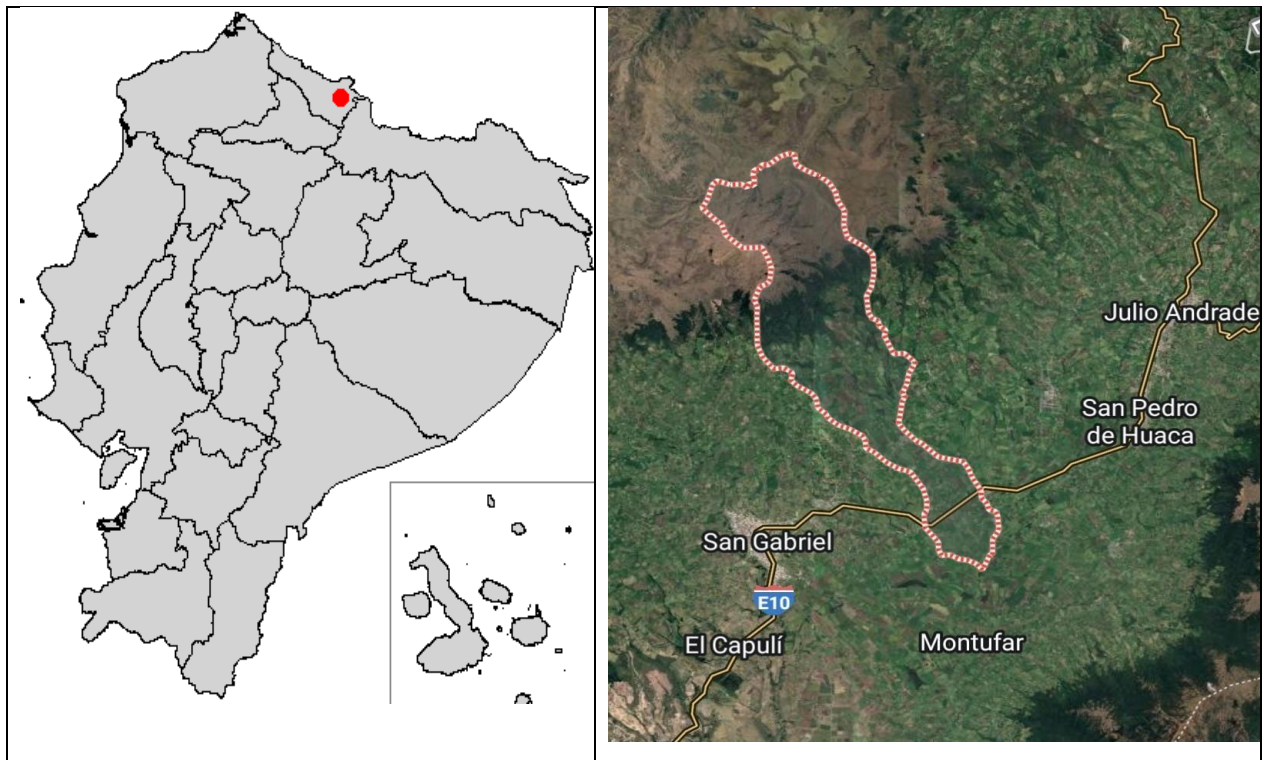 Julio Andrade
San Pedro
de Huaca
San Gabriel
E10
El Capulí
Montufar